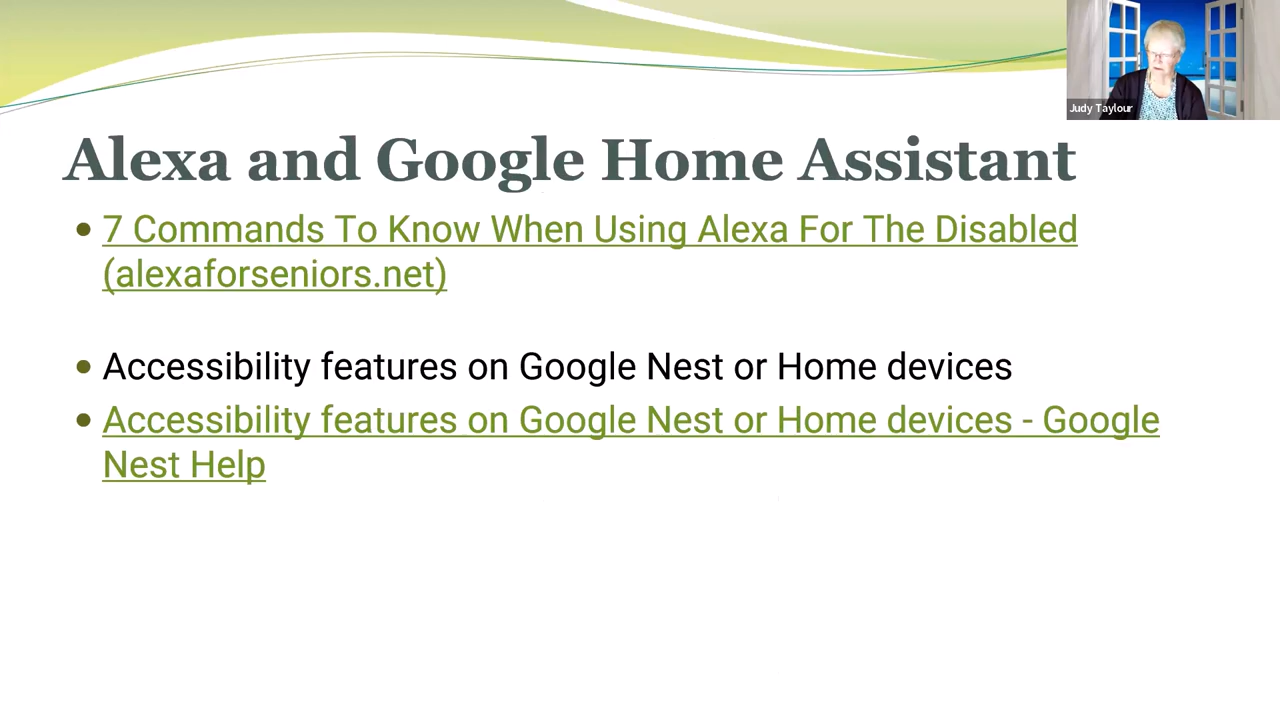 Judy Taylour
Alexa and Google Home Assistant
7 Commands To Know When Using Alexa For The Disabled
(alexaforseniors.net)
Accessibility features on Google Nest or Home devices
Accessibility features on Google Nest or Home devices - Google
Nest Help